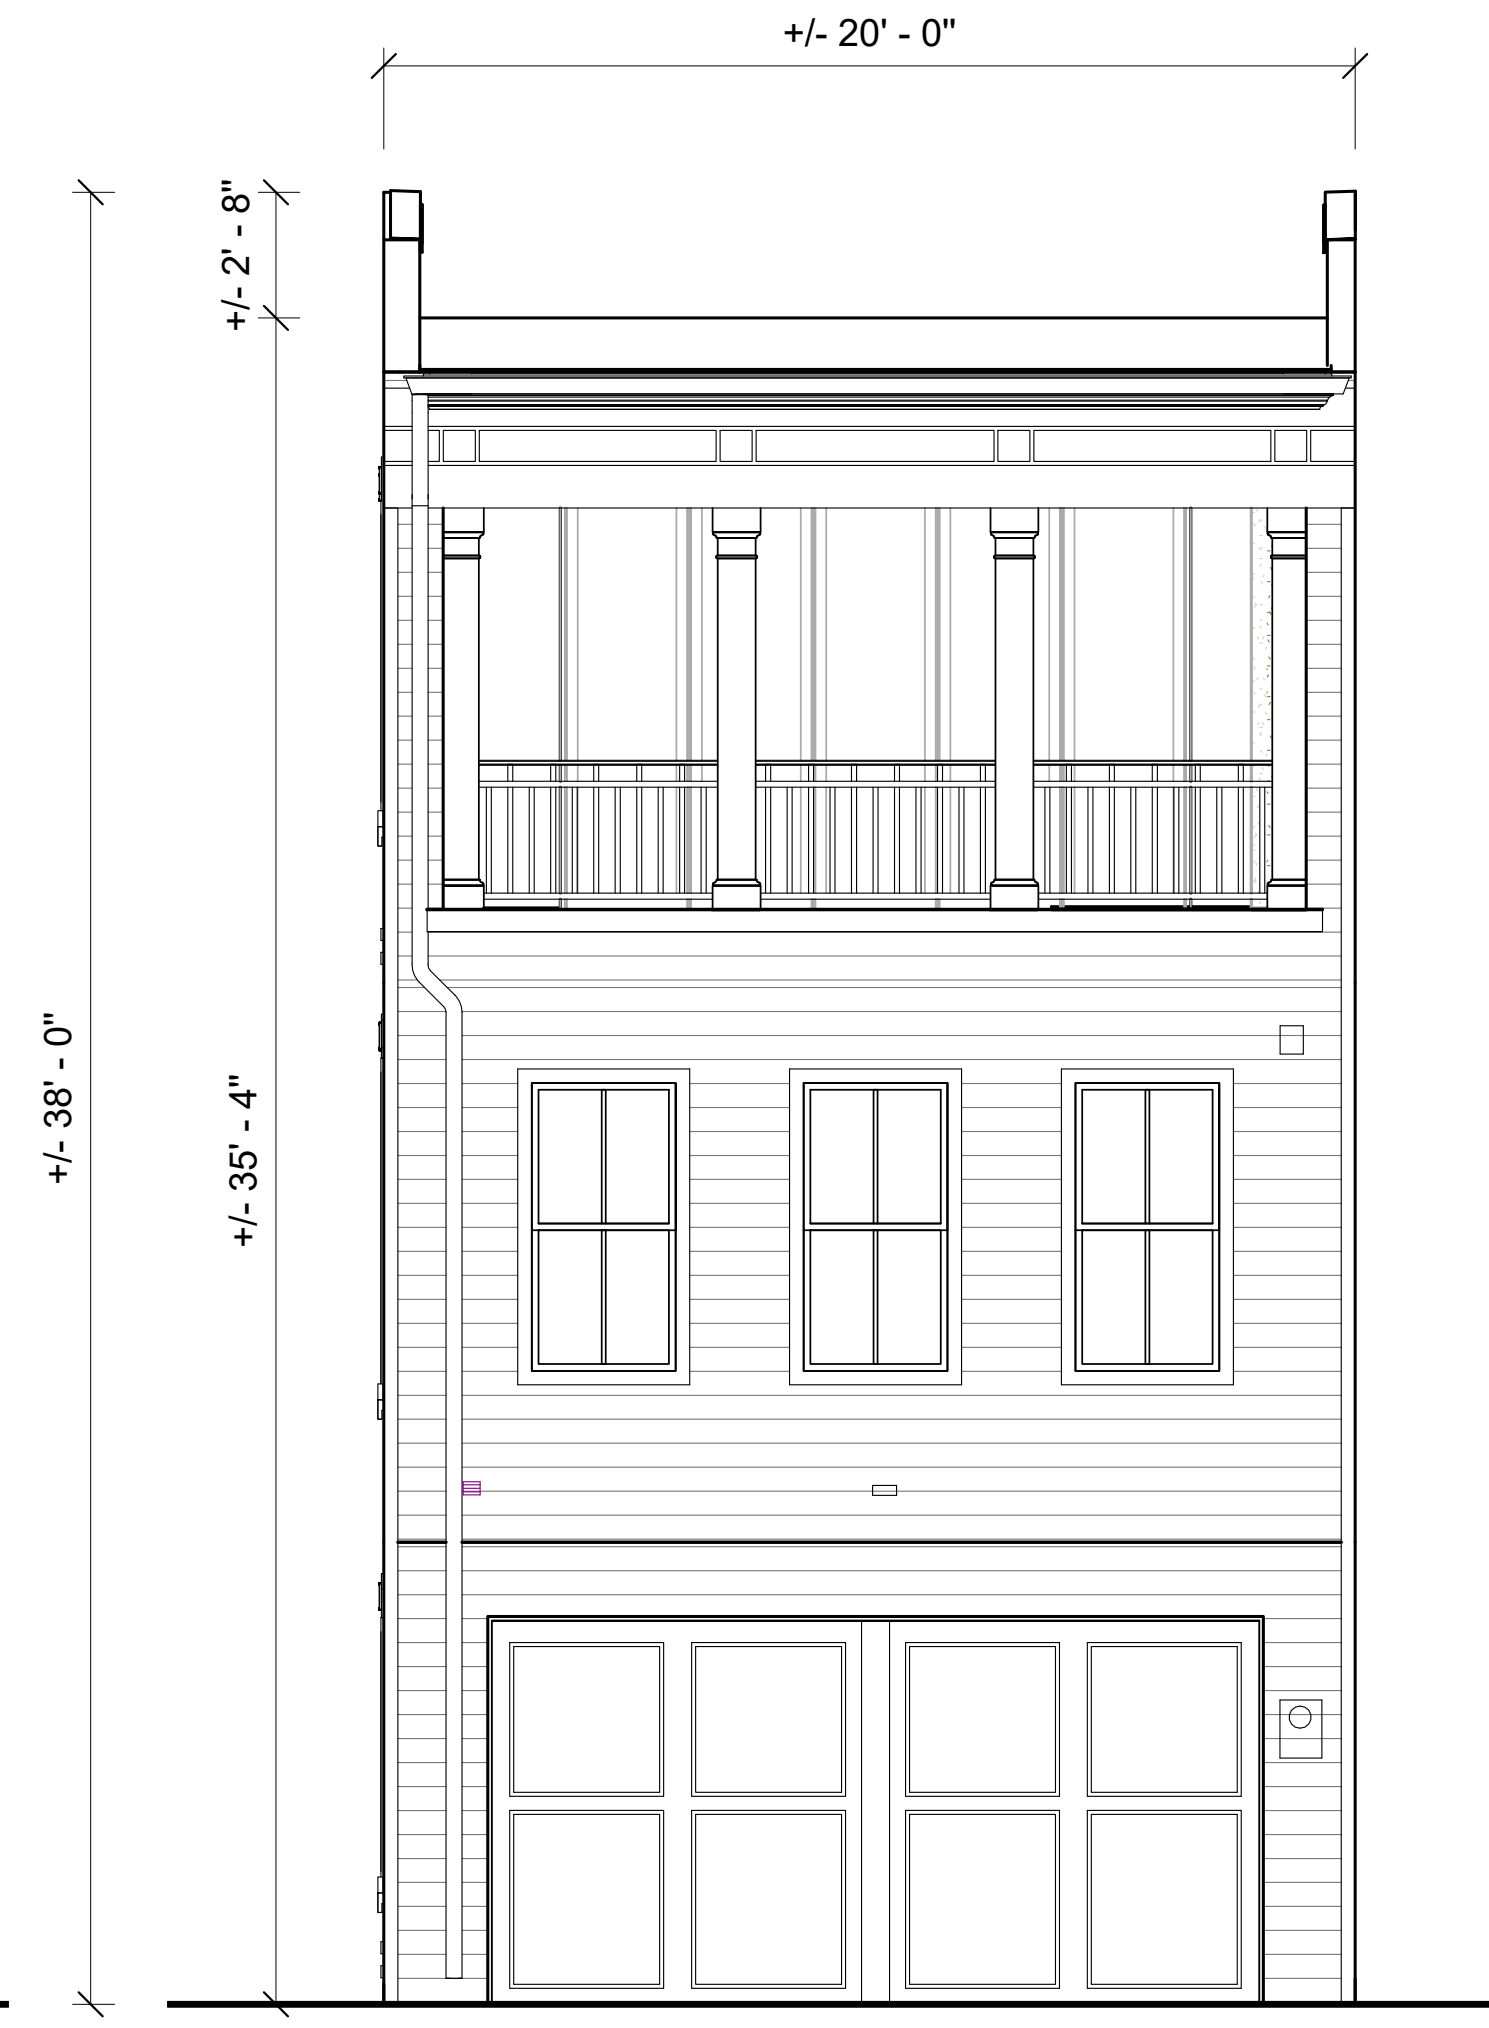 +/- 20' - 0"
+/- 2' - 8"
+/- 38' - 0"
+/- 35' - 4"